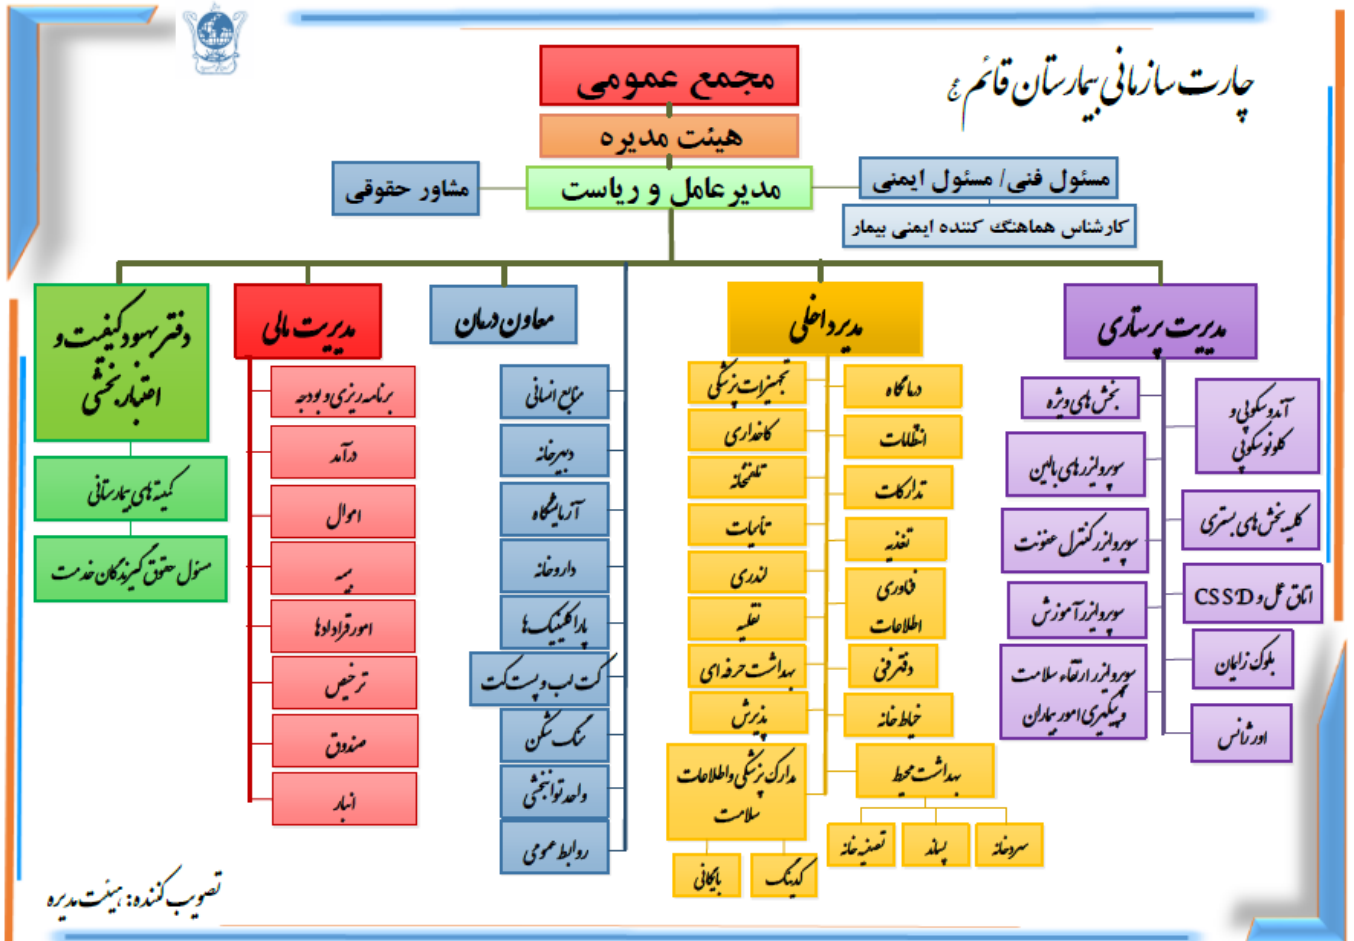 چارت سازمانی بیمارستان قائم عج
مجمع عمومی
هیئت مدیره
مدیرعامل و ریاست
مسئول فنی/ مسئول ایمنی
کارشناس هماهنگ کننده ایمنی بیمار
مشاور حقوقی
مدیریت پرستاری
آندوسکوپی و
کلونوسکوپی
کلیه بخش های بستری
اتاق عمل و CSSD
بلوک زایمان
اورژانس
بخش های ویژه
سوپروایزرهای بالین
سوپروایزر کنترل عفونت
سوپروایزر آموزش
سوپروایزر ارتقاء سلامت
و پیگیری امور بیماران
مدیر داخلی
درمانگاه
انتظامات
تدارکات
تغذیه
فناوری
اطلاعات
دفتر فنی
خیاط خانه
بهداشت محیط
سردخانه
پساند
تصفیه خانه
تجهیزات پزشکی
کاخداری
تلفنخانه
تاسیسات
لندری
نقلیه
بهداشت حرفه ای
پذیرش
مدارک پزشکی و اطلاعات
سلامت
کدینگ
بایگانی
معاون درمان
منابع انسانی
دبیرخانه
آزمایشگاه
داروخانه
پاراکلینیک ها
کت لب و پست کت
سنگ شکن
واحد توانبخشی
روابط عمومی
مدیریت مالی
برنامه ریزی و بودجه
درآمد
اموال
بیمه
امور قراردادها
ترخیص
صندوق
انبار
دفتر بهبود کیفیت و
اعتبار بخشی
کمیته های بیمارستانی
مسئول حقوق گیرندگان خدمت
تصویب کننده: هیئت مدیره